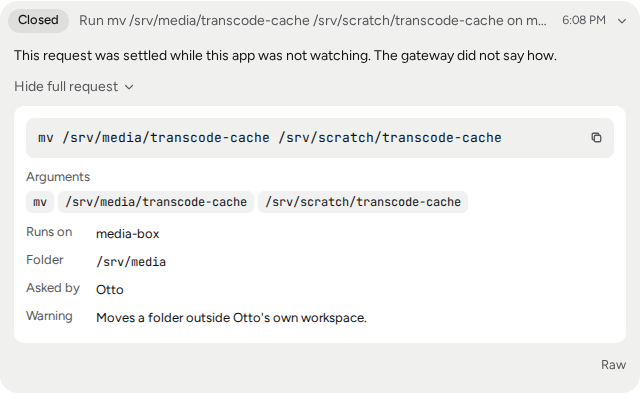 Closed Run mv /srv/media/transcode-cache /srv/scratch/transcode-cache on m... 6:08 PM
This request was settled while this app was not watching. The gateway did not say how.
Hide full request
mv /srv/media/transcode-cache /srv/scratch/transcode-cache
Arguments
mv /srv/media/transcode-cache /srv/scratch/transcode-cache
Runs on media-box
Folder /srv/media
Asked by Otto
Warning Moves a folder outside Otto's own workspace.
Raw